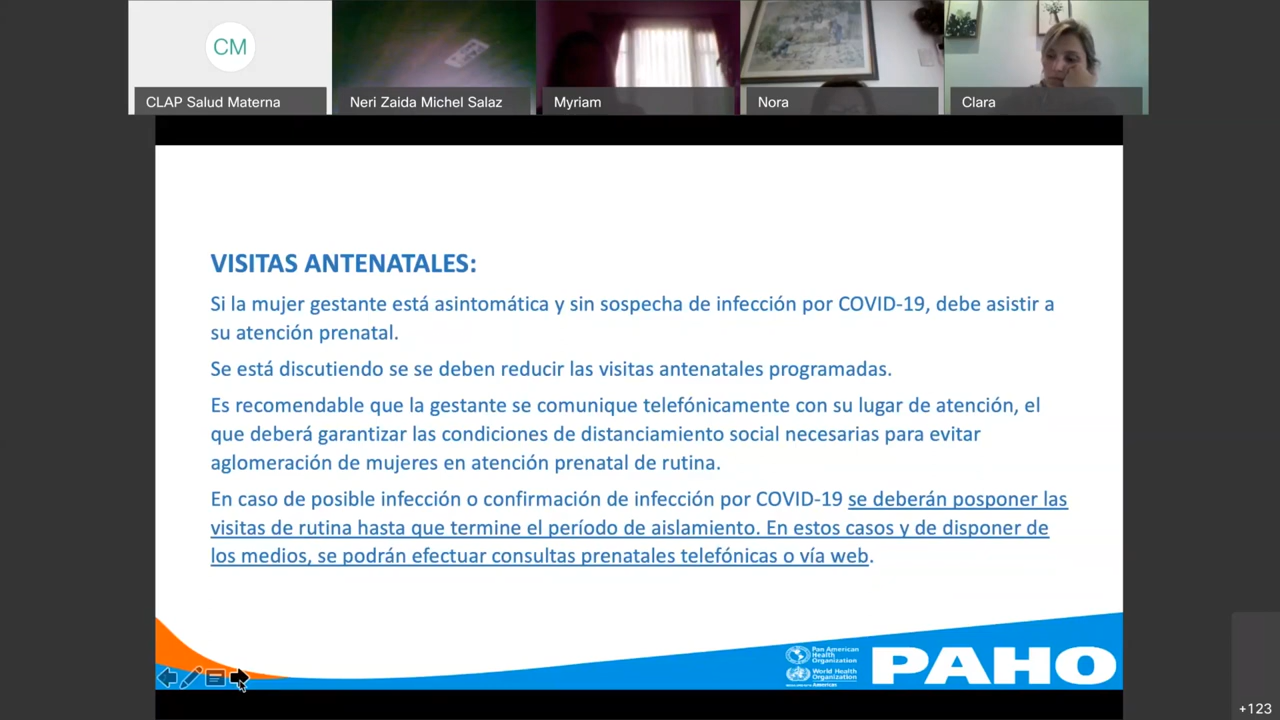 CM
CLAP Salud Materna
Neri Zaida Michel Salaz
Myriam
Nora
Clara
VISITAS ANTENATALES:
Si la mujer gestante está asintomática y sin sospecha de infección por COVID-19, debe asistir a
su atención prenatal.
Se está discutiendo se se deben reducir las visitas antenatales programadas.
Es recomendable que la gestante se comunique telefónicamente con su lugar de atención, el
que deberá garantizar las condiciones de distanciamiento social necesarias para evitar
aglomeración de mujeres en atención prenatal de rutina.
En caso de posible infección o confirmación de infección por COVID-19 se deberán posponer las
visitas de rutina hasta que termine el período de aislamiento. En estos casos y de disponer de
los medios, se podrán efectuar consultas prenatales telefónicas o vía web.
Pan American
Health
Organization
World Health
Organization
Americas
PAHO
+123